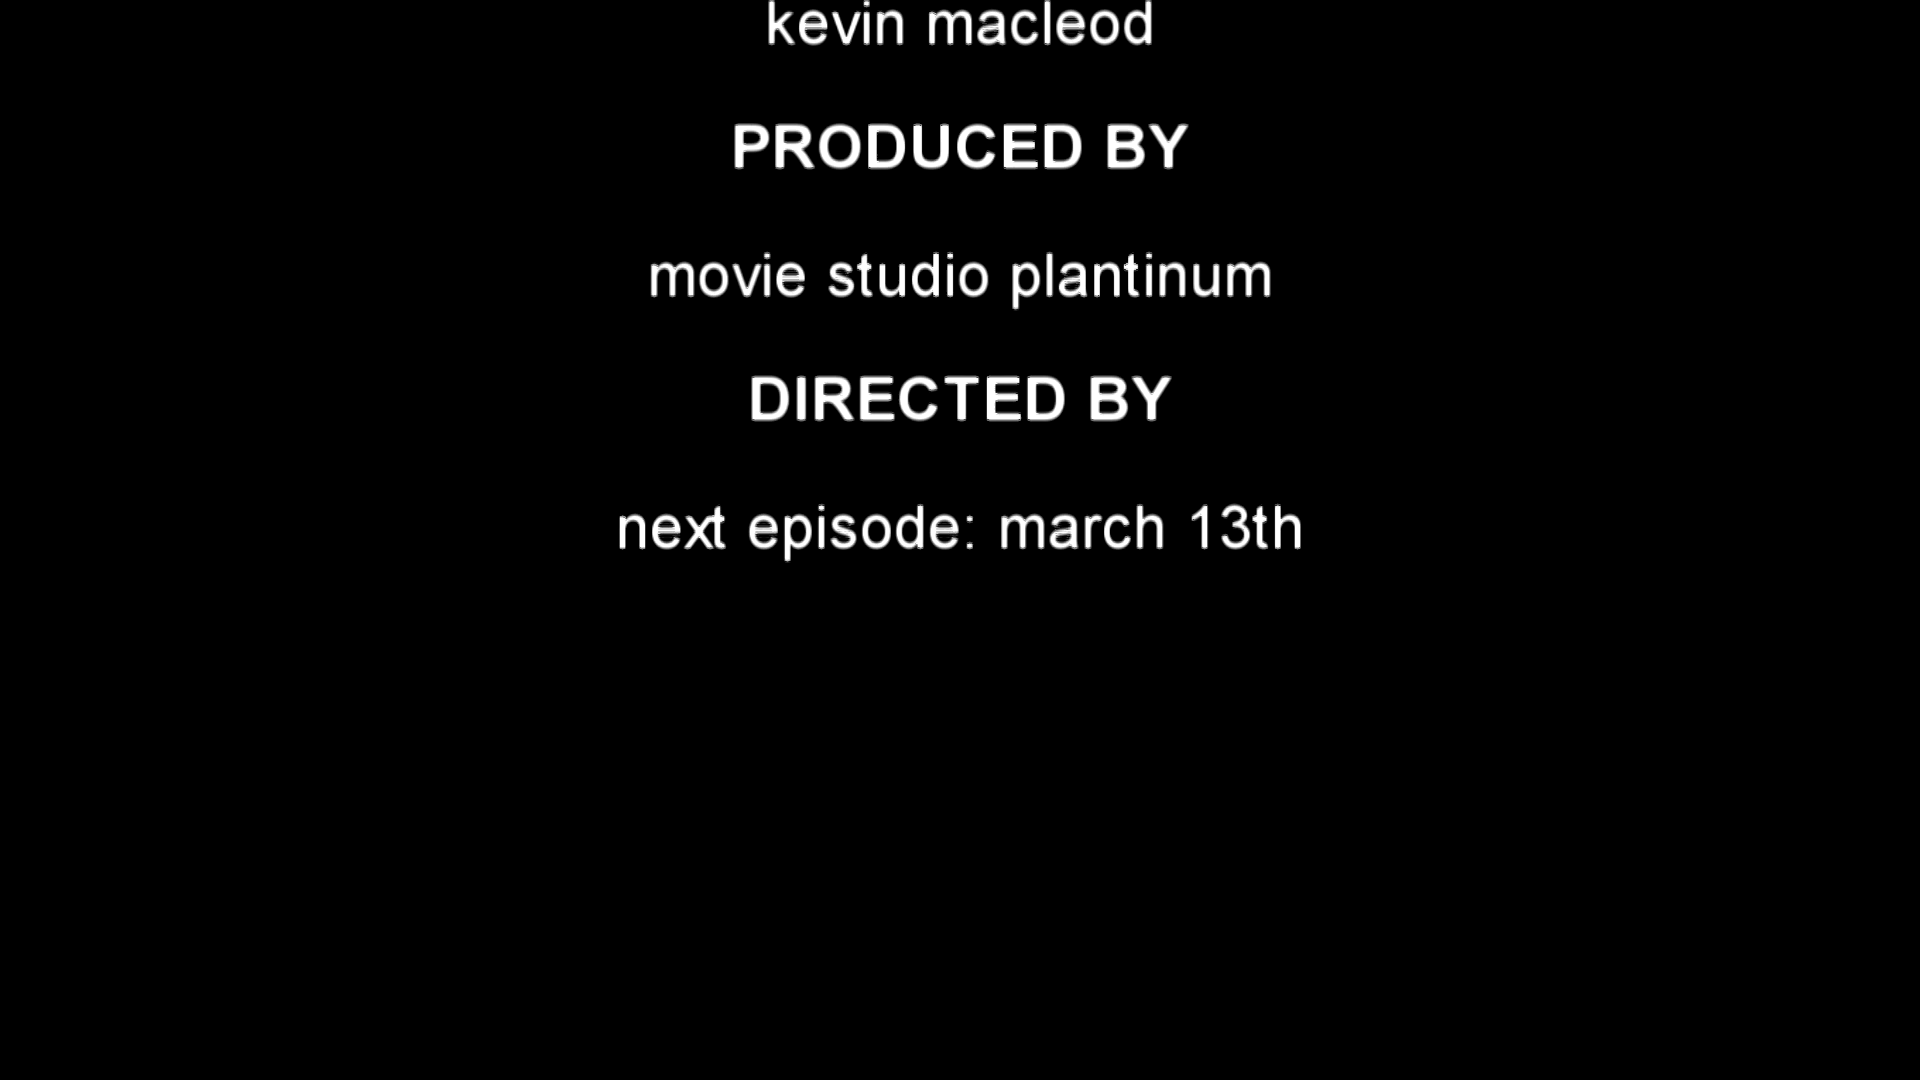 kevin macleod
PRODUCED BY
movie studio plantinum
DIRECTED BY
next episode: march 13th